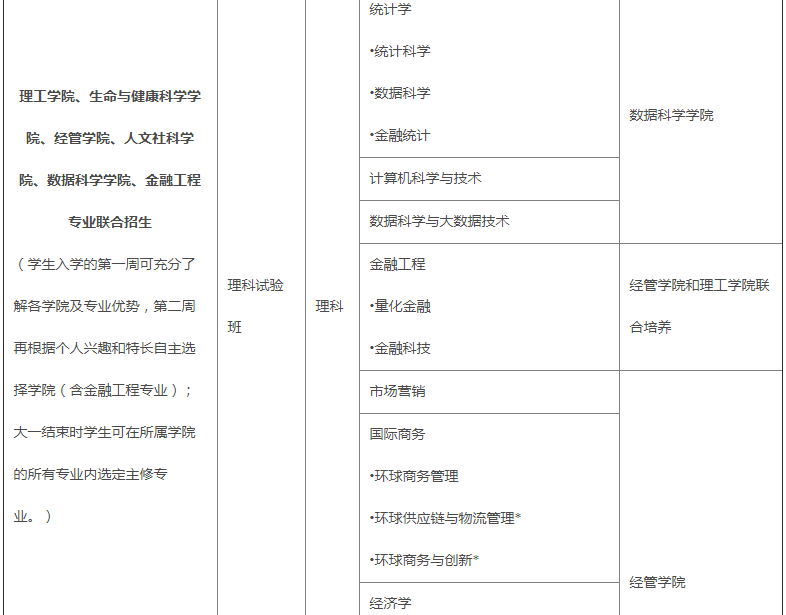 理工学院、生命与健康科学学
院、经管学院、人文社科学
院、数据科学学院、金融工程
专业联合招生
（学生入学的第一周可充分了
解各学院及专业优势，第二周
再根据个人兴趣和特长自主选
择学院（含金融工程专业）；
大一结束时学生可在所属学院
的所有专业内选定主修专
业。）
理科试验
班
理科
统计学
•统计科学
•数据科学
•金融统计
计算机科学与技术
数据科学与大数据技术
数据科学学院
金融工程
•量化金融
•金融科技
经管学院和理工学院联
合培养
市场营销
国际商务
•环球商务管理
•环球供应链与物流管理*
•环球商务与创新*
经济学
经管学院